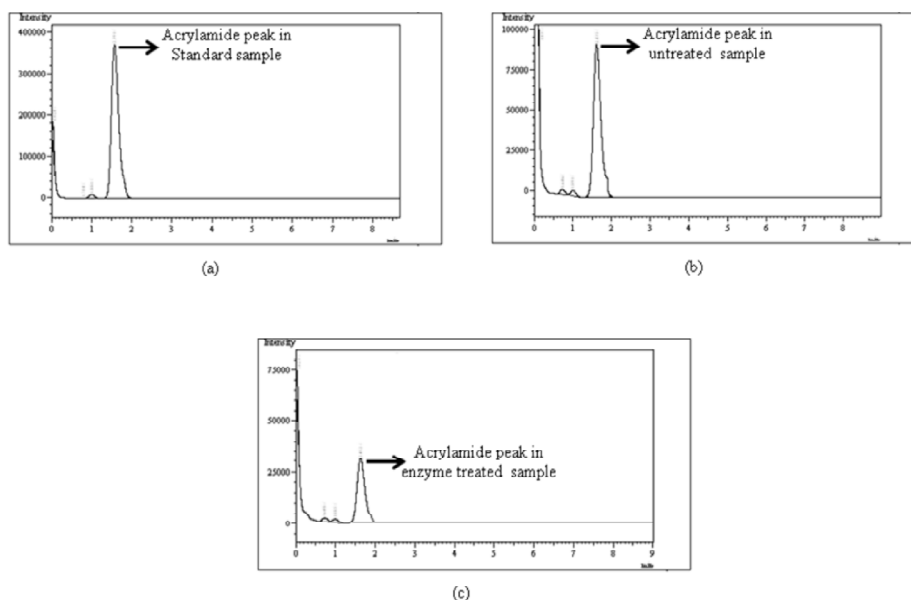 Intensity
400000
300000
200000
100000
0
0 1 2 3 4 5 6 7 8
Acrylamide peak in
Standard sample
(a)
Intensity
100000
75000
50000
25000
0
0 1 2 3 4 5 6 7 8
Acrylamide peak in
untreated sample
(b)
Intensity
75000
50000
25000
0
0 1 2 3 4 5 6 7 8 9
Acrylamide peak in
enzyme treated sample
(c)